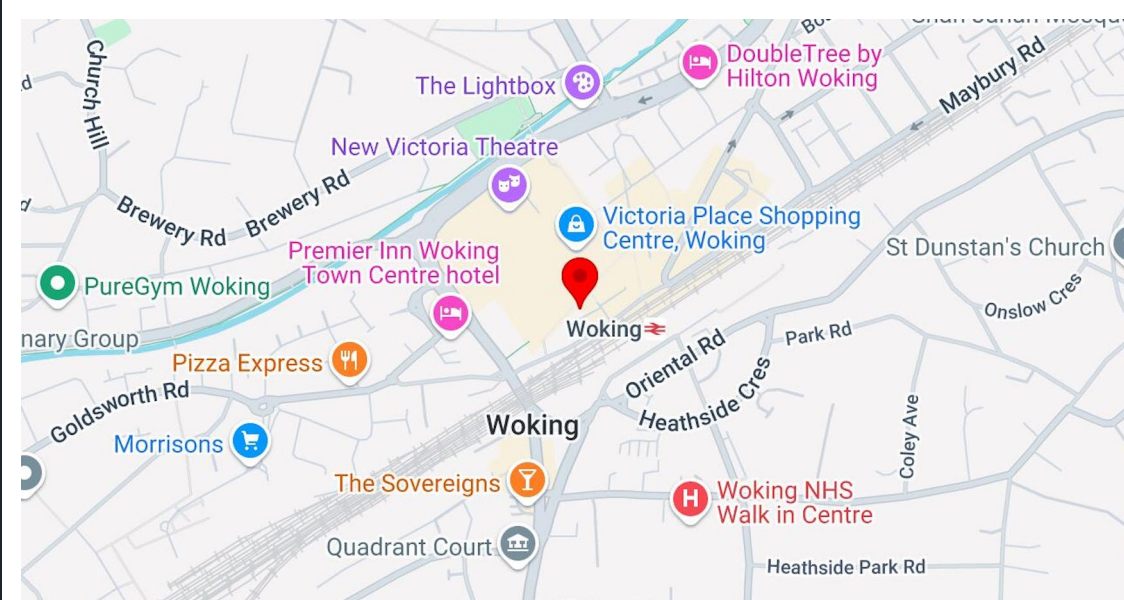 Church Hill
The Lightbox
DoubleTree by
Hilton Woking
Maybury Rd
New Victoria Theatre
Brewery Rd
Brewery Rd
Victoria Place Shopping
Centre, Woking
St Dunstan's Church
Premier Inn Woking
Town Centre hotel
PureGym Woking
Onslow Cres
Woking
Park Rd
nary Group
Pizza Express
Oriental Rd
Heathside Cres
Goldsworth Rd
Woking
Morrisons
Coley Ave
The Sovereigns
H
Woking NHS
Walk in Centre
Quadrant Court
Heathside Park Rd